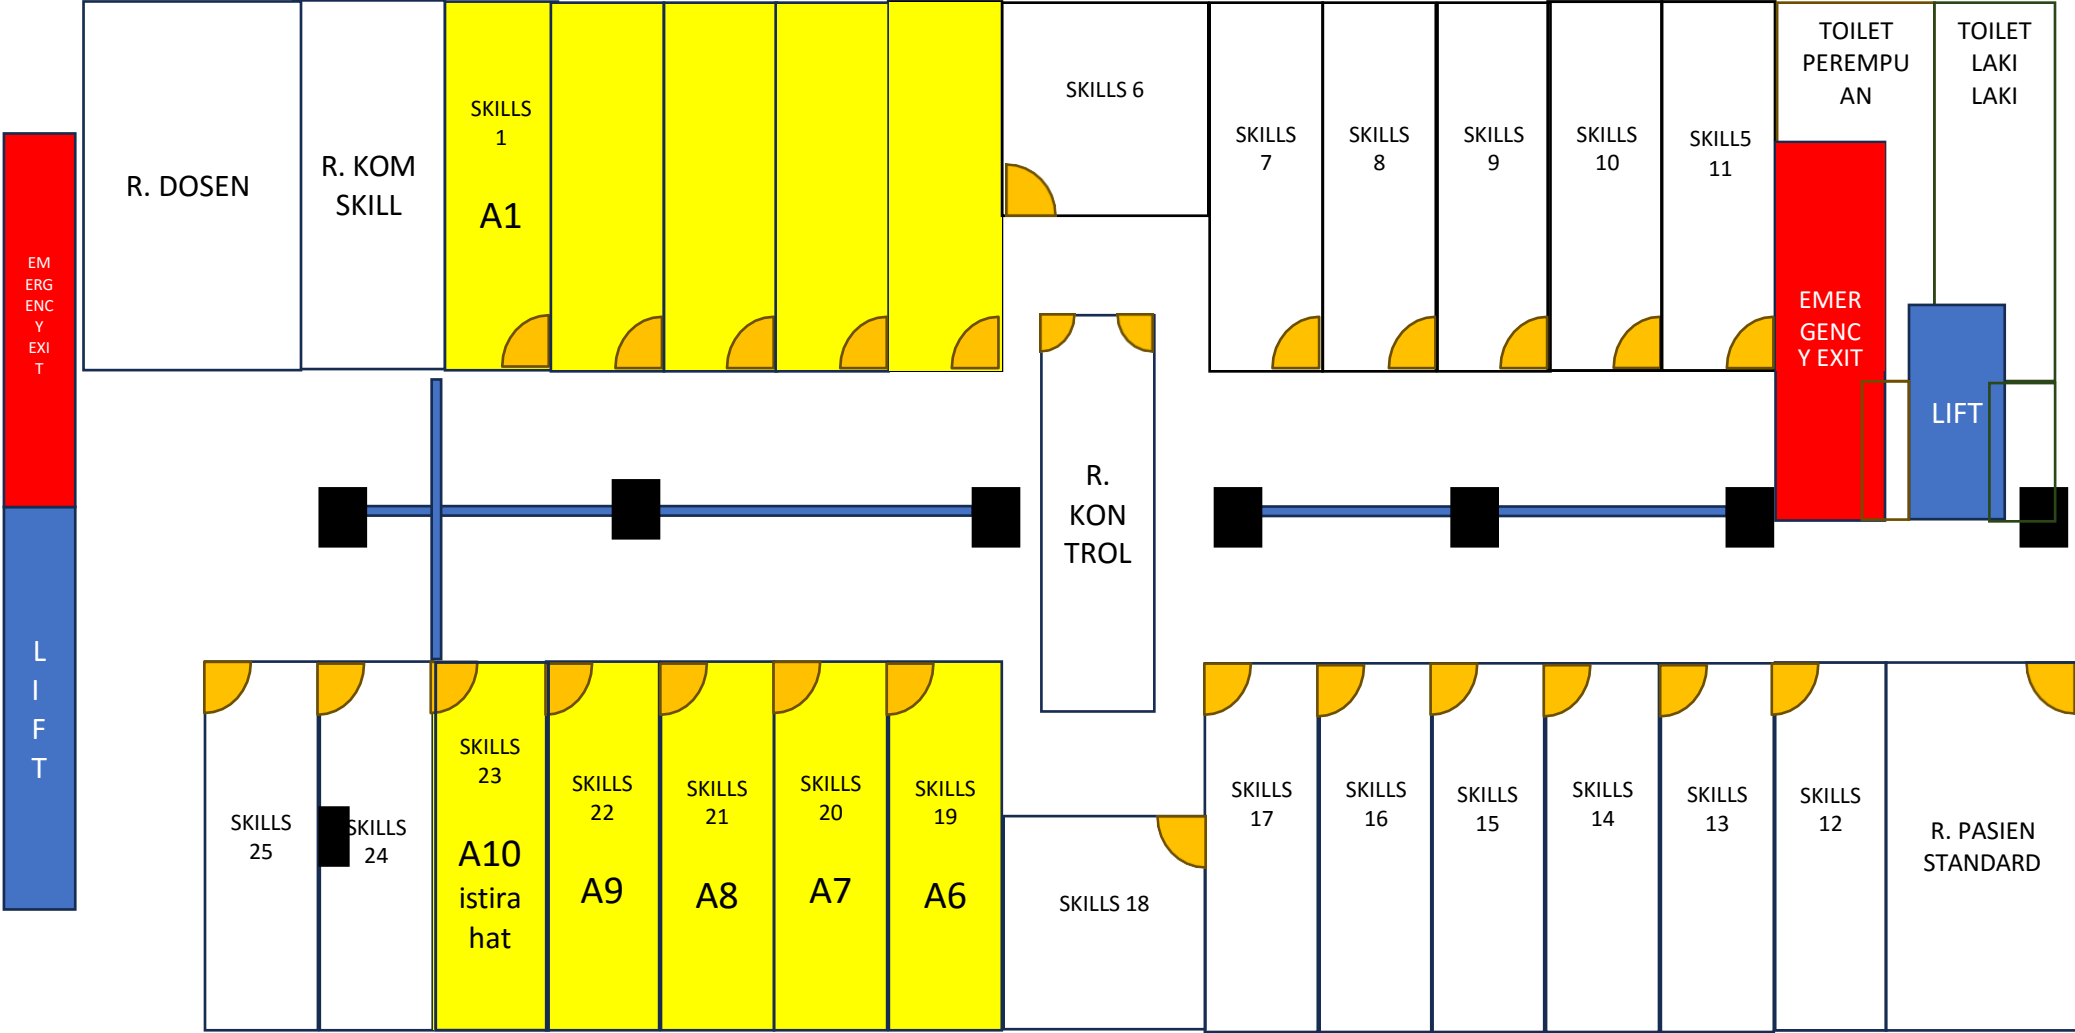 EM
ERG
ENC
Y
EXI
T
L
I
F
T
R. DOSEN
R. KOM
SKILL
SKILLS
1
A1
SKILLS 6
SKILLS
7
SKILLS
8
SKILLS
9
SKILLS
10
SKILL5
11
TOILET
PEREMPU
AN
TOILET
LAKI
LAKI
EMER
GENC
Y EXIT
LIFT
R.
KON
TROL
SKILLS
25
SKILLS
24
SKILLS
23
A10
istira
hat
SKILLS
22
A9
SKILLS
21
A8
SKILLS
20
A7
SKILLS
19
A6
SKILLS 18
SKILLS
17
SKILLS
16
SKILLS
15
SKILLS
14
SKILLS
13
SKILLS
12
R. PASIEN
STANDARD